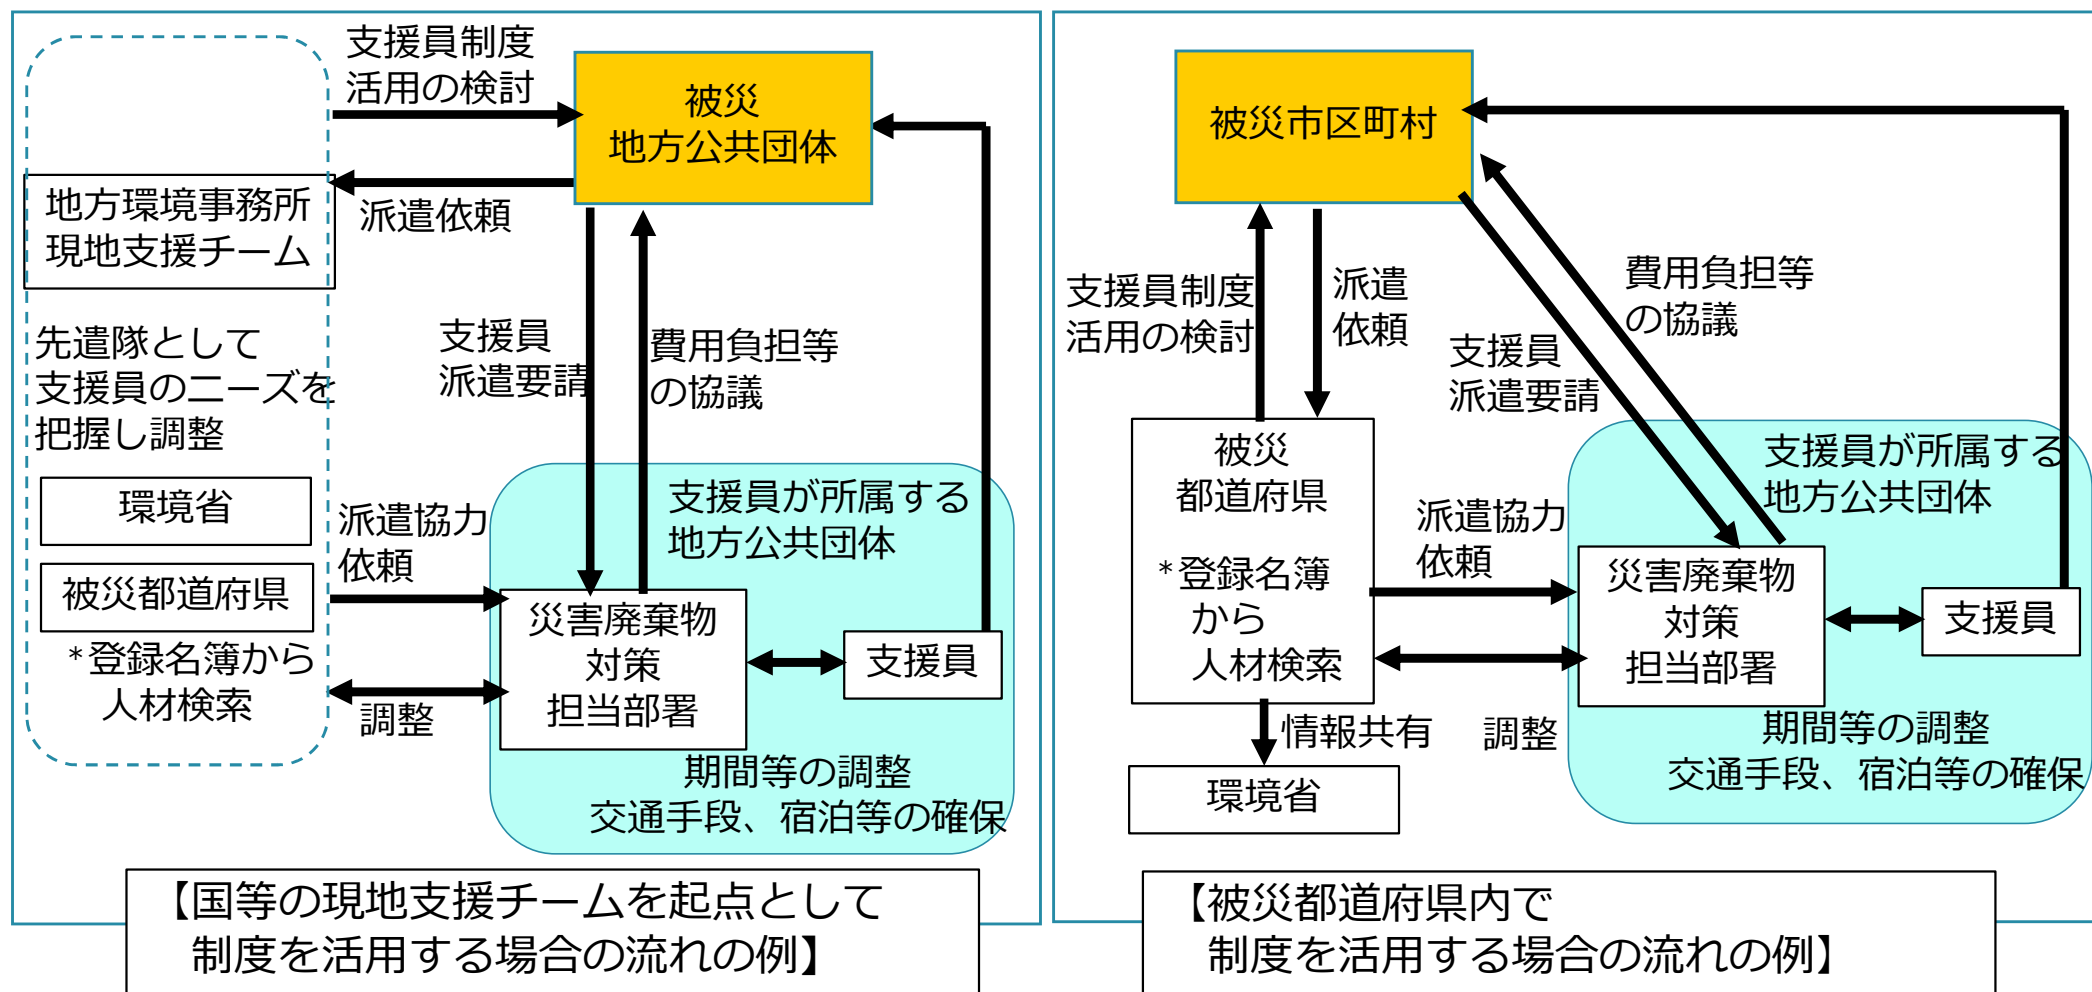 支援員制度
活用の検討
被災
地方公共団体
地方環境事務所
現地支援チーム
派遣依頼
先遣隊として
支援員のニーズを
把握し調整
支援員
派遣要請
費用負担等
の協議
環境省
被災都道府県
*登録名簿から
人材検索
派遣協力
依頼
調整
支援員が所属する
地方公共団体
災害廃棄物
対策
担当部署
支援員
期間等の調整
交通手段、宿泊等の確保
【国等の現地支援チームを起点として
制度を活用する場合の流れの例】
被災市区町村
支援員制度
活用の検討
派遣
依頼
費用負担等
の協議
支援員
派遣要請
被災
都道府県
*登録名簿
から
人材検索
派遣協力
依頼
調整
情報共有
環境省
支援員が所属する
地方公共団体
災害廃棄物
対策
担当部署
支援員
期間等の調整
交通手段、宿泊等の確保
【被災都道府県内で
制度を活用する場合の流れの例】